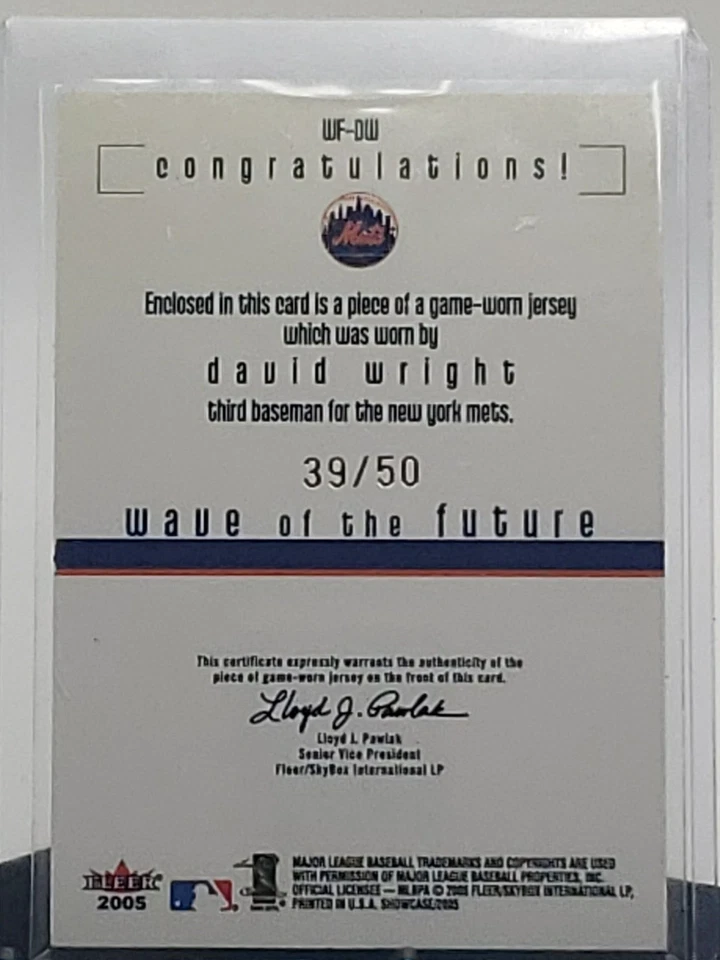 WF-DW
congratulations!
Mets
Enclosed in this card is a piece of a game-worn jersey
which was worn by
david wright
third baseman for the new york mets.
39/50
wave of the future
This certificate expressly warrants the authenticity of the
piece of game-worn jersey on the front of this card.
Lloyd J. Pawlak
Lloyd J. Pawlak
Senior Vice President
Fleer/SkyBox International LP
FLEER
2005
MAJOR LEAGUE BASEBALL TRADEMARKS AND COPYRIGHTS ARE USED
WITH PERMISSION OF MAJOR LEAGUE BASEBALL PROPERTIES, INC.
OFFICIAL LICENSEE — MLBPA © 2005 FLEER/SKYBOX INTERNATIONAL LP,
PRINTED IN U.S.A. SHOWCASE/2005